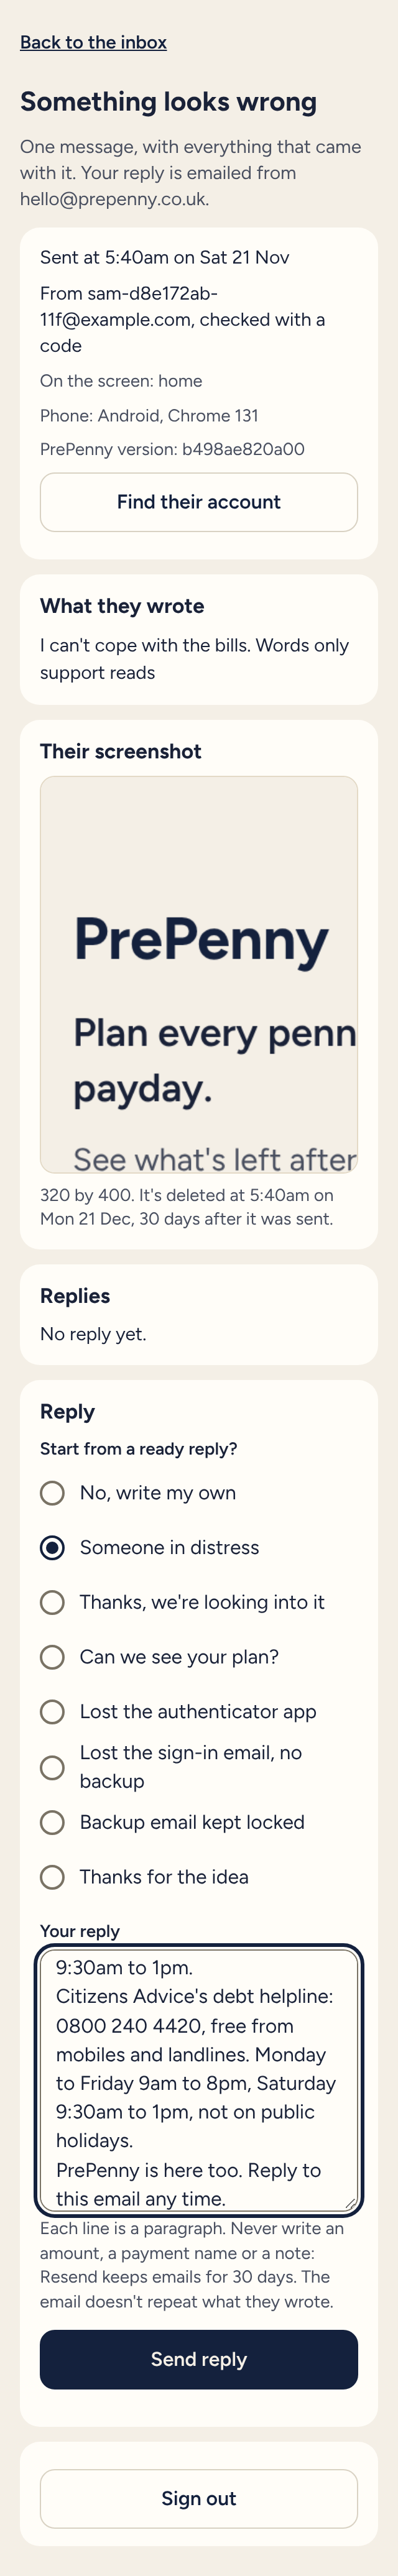 Back to the inbox
Something looks wrong
One message, with everything that came
with it. Your reply is emailed from
hello@prepenny.co.uk.
Sent at 5:40am on Sat 21 Nov
From sam-d8e172ab-
11f@example.com, checked with a
code
On the screen: home
Phone: Android, Chrome 131
PrePenny version: b498ae820a00
Find their account
What they wrote
I can't cope with the bills. Words only
support reads
Their screenshot
PrePenny
Plan every penn
payday.
See what's left after
320 by 400. It's deleted at 5:40am on
Mon 21 Dec, 30 days after it was sent.
Replies
No reply yet.
Reply
Start from a ready reply?
No, write my own
Someone in distress
Thanks, we're looking into it
Can we see your plan?
Lost the authenticator app
Lost the sign-in email, no
backup
Backup email kept locked
Thanks for the idea
Your reply
9:30am to 1pm.
Citizens Advice's debt helpline:
0800 240 4420, free from
mobiles and landlines. Monday
to Friday 9am to 8pm, Saturday
9:30am to 1pm, not on public
holidays.
PrePenny is here too. Reply to
this email any time.
Each line is a paragraph. Never write an
amount, a payment name or a note:
Resend keeps emails for 30 days. The
email doesn't repeat what they wrote.
Send reply
Sign out